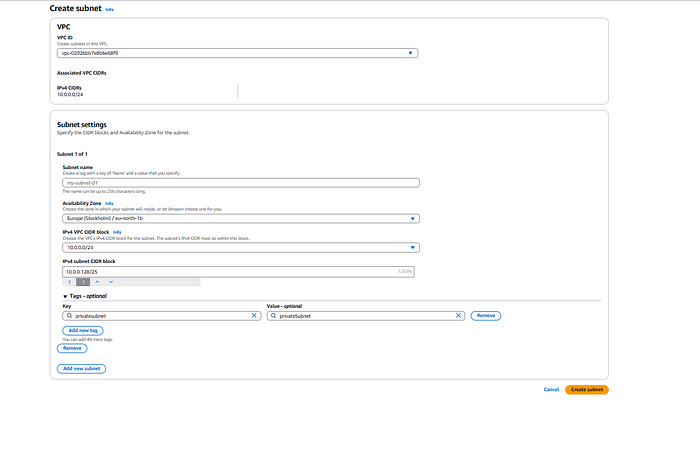 Create subnet Info
VPC
VPC ID
Create subnets in this VPC.
Associated VPC CIDRs
IPv4 CIDRs
10.0.0.0/24
Subnet settings
Specify the CIDR blocks and Availability Zone for the subnet.
Subnet 1 of 1
Subnet name
Create a tag with a key of 'Name' and a value that you specify.
my-subnet-01
The name can be up to 256 characters long.
Availability Zone Info
Choose the zone in which your subnet will reside, or let Amazon choose one for you.
Europe (Stockholm) / eu-north-1b
IPv4 VPC CIDR block Info
Choose the VPC's IPv4 CIDR block for the subnet. The subnet's IPv4 CIDR must lie within this block.
10.0.0.0/24
IPv4 subnet CIDR block
10.0.0.128/25
128 IPs
Tags - optional
Key Value - optional
privatesubnet privateSubnet Remove
Add new tag
You can add 49 more tags.
Remove
Add new subnet
Cancel Create subnet